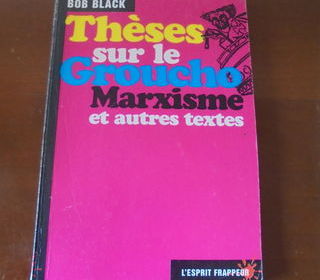 BOB BLACK
Thèses
sur le
Groucho
Marxisme
et autres textes
L'ESPRIT FRAPPEUR